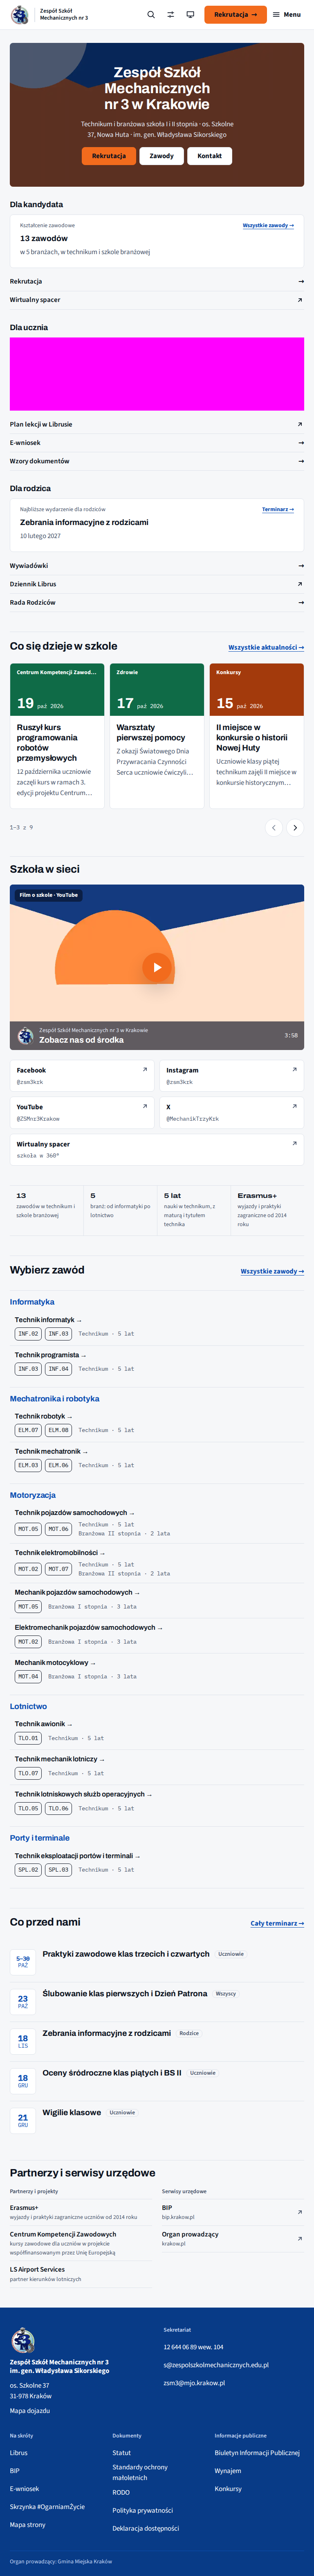 Zespół Szkół
Mechanicznych nr 3
Rekrutacja →
Menu
Zespół Szkół
Mechanicznych
nr 3 w Krakowie
Technikum i branżowa szkoła I i II stopnia · os. Szkolne
37, Nowa Huta · im. gen. Władysława Sikorskiego
Rekrutacja
Zawody
Kontakt
Dla kandydata
Kształcenie zawodowe
Wszystkie zawody →
13 zawodów
w 5 branżach, w technikum i szkole branżowej
Rekrutacja →
Wirtualny spacer ↗
Dla ucznia
Plan lekcji w Librusie ↗
E-wniosek →
Wzory dokumentów →
Dla rodzica
Najbliższe wydarzenie dla rodziców
Terminarz →
Zebrania informacyjne z rodzicami
10 lutego 2027
Wywiadówki →
Dziennik Librus ↗
Rada Rodziców →
Co się dzieje w szkole
Wszystkie aktualności →
Centrum Kompetencji Zawod…
19 paź 2026
Ruszył kurs
programowania
robotów
przemysłowych
12 października uczniowie
zaczęli kurs w ramach 3.
edycji projektu Centrum…
Zdrowie
17 paź 2026
Warsztaty
pierwszej pomocy
Z okazji Światowego Dnia
Przywracania Czynności
Serca uczniowie ćwiczyli…
Konkursy
15 paź 2026
II miejsce w
konkursie o historii
Nowej Huty
Uczniowie klasy piątej
technikum zajęli II miejsce w
konkursie historycznym…
1–3 z 9
Szkoła w sieci
Film o szkole · YouTube
Zespół Szkół Mechanicznych nr 3 w Krakowie
Zobacz nas od środka
3:58
Facebook ↗
@zsm3krk
Instagram ↗
@zsm3krk
YouTube ↗
@ZSMnr3Krakow
X ↗
@MechanikTrzyKrk
Wirtualny spacer ↗
szkoła w 360°
13
zawodów w technikum i
szkole branżowej
5
branż: od informatyki po
lotnictwo
5 lat
nauki w technikum, z
maturą i tytułem
technika
Erasmus+
wyjazdy i praktyki
zagraniczne od 2014
roku
Wybierz zawód
Wszystkie zawody →
Informatyka
Technik informatyk →
INF.02 INF.03 Technikum · 5 lat
Technik programista →
INF.03 INF.04 Technikum · 5 lat
Mechatronika i robotyka
Technik robotyk →
ELM.07 ELM.08 Technikum · 5 lat
Technik mechatronik →
ELM.03 ELM.06 Technikum · 5 lat
Motoryzacja
Technik pojazdów samochodowych →
MOT.05 MOT.06 Technikum · 5 lat
Branżowa II stopnia · 2 lata
Technik elektromobilności →
MOT.02 MOT.07 Technikum · 5 lat
Branżowa II stopnia · 2 lata
Mechanik pojazdów samochodowych →
MOT.05 Branżowa I stopnia · 3 lata
Elektromechanik pojazdów samochodowych →
MOT.02 Branżowa I stopnia · 3 lata
Mechanik motocyklowy →
MOT.04 Branżowa I stopnia · 3 lata
Lotnictwo
Technik awionik →
TLO.01 Technikum · 5 lat
Technik mechanik lotniczy →
TLO.07 Technikum · 5 lat
Technik lotniskowych służb operacyjnych →
TLO.05 TLO.06 Technikum · 5 lat
Porty i terminale
Technik eksploatacji portów i terminali →
SPL.02 SPL.03 Technikum · 5 lat
Co przed nami
Cały terminarz →
5–30
PAŹ
Praktyki zawodowe klas trzecich i czwartych Uczniowie
23
PAŹ
Ślubowanie klas pierwszych i Dzień Patrona Wszyscy
18
LIS
Zebrania informacyjne z rodzicami Rodzice
18
GRU
Oceny śródroczne klas piątych i BS II Uczniowie
21
GRU
Wigilie klasowe Uczniowie
Partnerzy i serwisy urzędowe
Partnerzy i projekty
Erasmus+
wyjazdy i praktyki zagraniczne uczniów od 2014 roku
Centrum Kompetencji Zawodowych
kursy zawodowe dla uczniów w projekcie
współfinansowanym przez Unię Europejską
LS Airport Services
partner kierunków lotniczych
Serwisy urzędowe
BIP ↗
bip.krakow.pl
Organ prowadzący ↗
krakow.pl
Zespół Szkół Mechanicznych nr 3
im. gen. Władysława Sikorskiego
os. Szkolne 37
31-978 Kraków
Mapa dojazdu
Sekretariat
12 644 06 89 wew. 104
s@zespolszkolmechanicznych.edu.pl
zsm3@mjo.krakow.pl
Na skróty
Librus
BIP
E-wniosek
Skrzynka #OgarniamŻycie
Mapa strony
Dokumenty
Statut
Standardy ochrony
małoletnich
RODO
Polityka prywatności
Deklaracja dostępności
Informacje publiczne
Biuletyn Informacji Publicznej
Wynajem
Konkursy
Organ prowadzący: Gmina Miejska Kraków